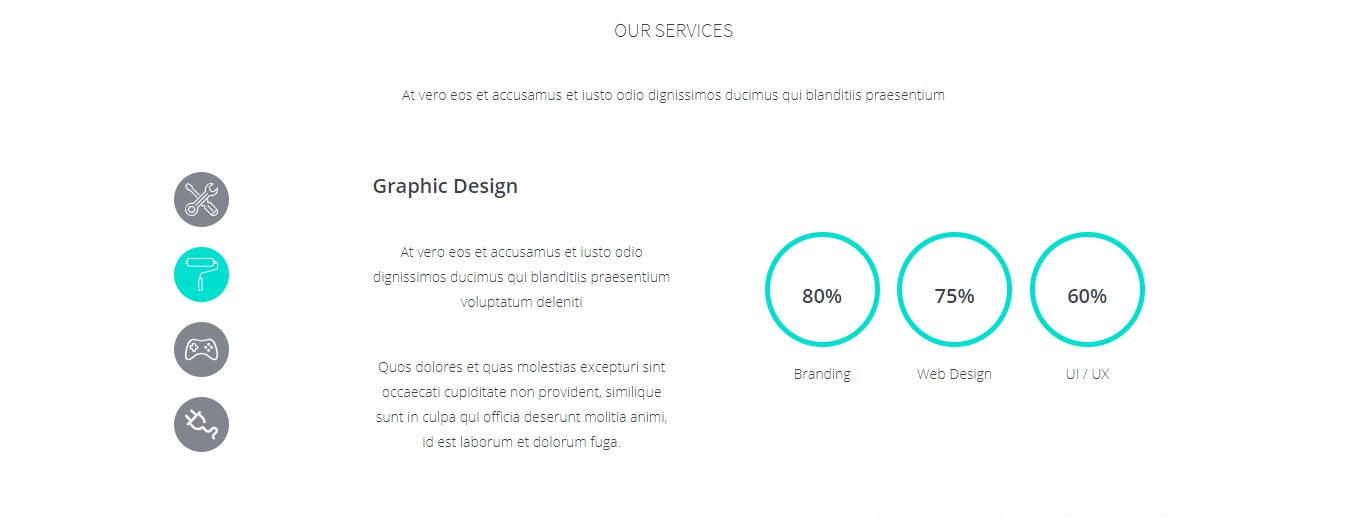 OUR SERVICES
At vero eos et accusamus et iusto odio dignissimos ducimus qui blanditiis praesentium
Graphic Design
At vero eos et accusamus et iusto odio
dignissimos ducimus qui blanditiis praesentium
voluptatum deleniti
Quos dolores et quas molestias excepturi sint
occaecati cupiditate non provident, similique
sunt in culpa qui officia deserunt molitia animi,
id est laborum et dolorum fuga.
80%
75%
60%
Branding
Web Design
UI / UX